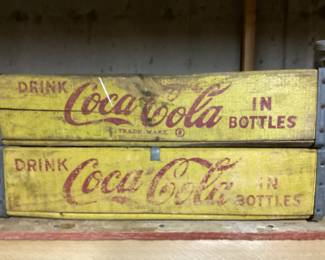 DRINK Coca-Cola IN
BOTTLES
TRADE-MARK ®
DRINK Coca-Cola IN
BOTTLES